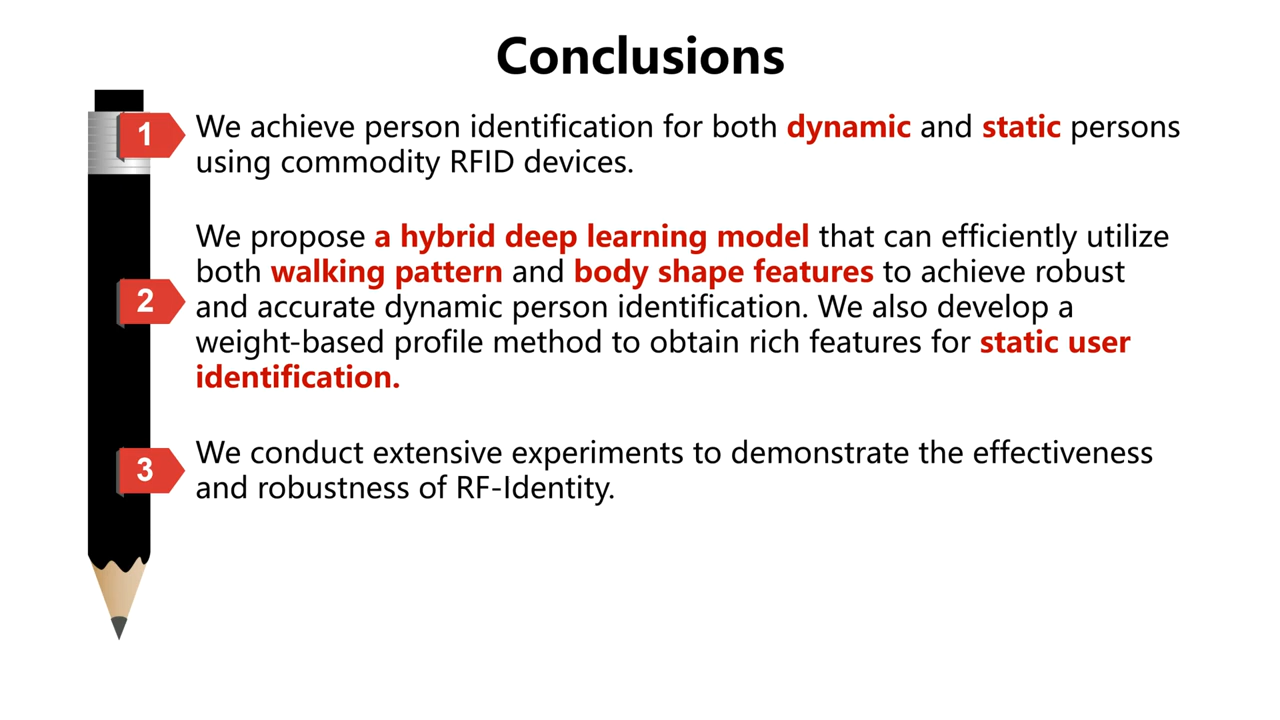 Conclusions
1
We achieve person identification for both dynamic and static persons
using commodity RFID devices.
2
We propose a hybrid deep learning model that can efficiently utilize
both walking pattern and body shape features to achieve robust
and accurate dynamic person identification. We also develop a
weight-based profile method to obtain rich features for static user
identification.
3
We conduct extensive experiments to demonstrate the effectiveness
and robustness of RF-Identity.